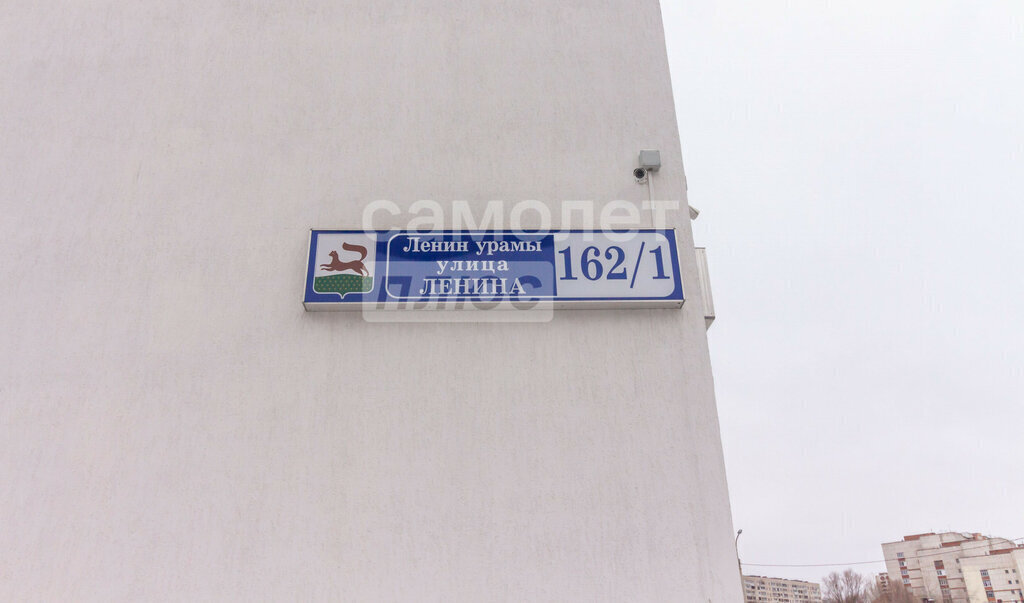 самолет
плюс
Ленин урамы
улица
ЛЕНИНА
162/1